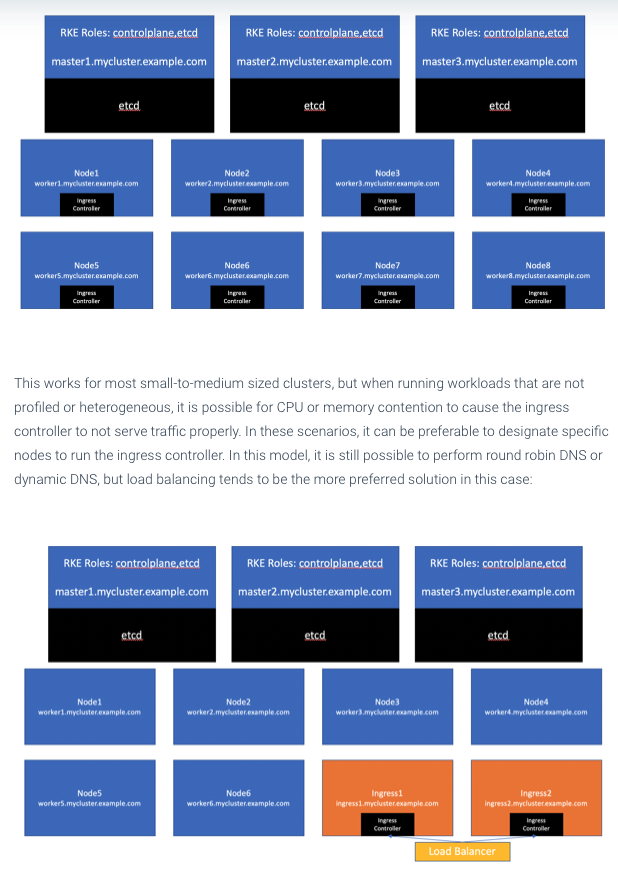 RKE Roles: controlplane,etcd
master1.mycluster.example.com
etcd
RKE Roles: controlplane,etcd
master2.mycluster.example.com
etcd
RKE Roles: controlplane,etcd
master3.mycluster.example.com
etcd
Node1
worker1.mycluster.example.com
Ingress
Controller
Node2
worker2.mycluster.example.com
Ingress
Controller
Node3
worker3.mycluster.example.com
Ingress
Controller
Node4
worker4.mycluster.example.com
Ingress
Controller
Node5
worker5.mycluster.example.com
Ingress
Controller
Node6
worker6.mycluster.example.com
Ingress
Controller
Node7
worker7.mycluster.example.com
Ingress
Controller
Node8
worker8.mycluster.example.com
Ingress
Controller
This works for most small-to-medium sized clusters, but when running workloads that are not
profiled or heterogeneous, it is possible for CPU or memory contention to cause the ingress
controller to not serve traffic properly. In these scenarios, it can be preferable to designate specific
nodes to run the ingress controller. In this model, it is still possible to perform round robin DNS or
dynamic DNS, but load balancing tends to be the more preferred solution in this case:
RKE Roles: controlplane,etcd
master1.mycluster.example.com
etcd
RKE Roles: controlplane,etcd
master2.mycluster.example.com
etcd
RKE Roles: controlplane,etcd
master3.mycluster.example.com
etcd
Node1
worker1.mycluster.example.com
Node2
worker2.mycluster.example.com
Node3
worker3.mycluster.example.com
Node4
worker4.mycluster.example.com
Node5
worker5.mycluster.example.com
Node6
worker6.mycluster.example.com
Ingress1
ingress1.mycluster.example.com
Ingress
Controller
Ingress2
ingress2.mycluster.example.com
Ingress
Controller
Load Balancer